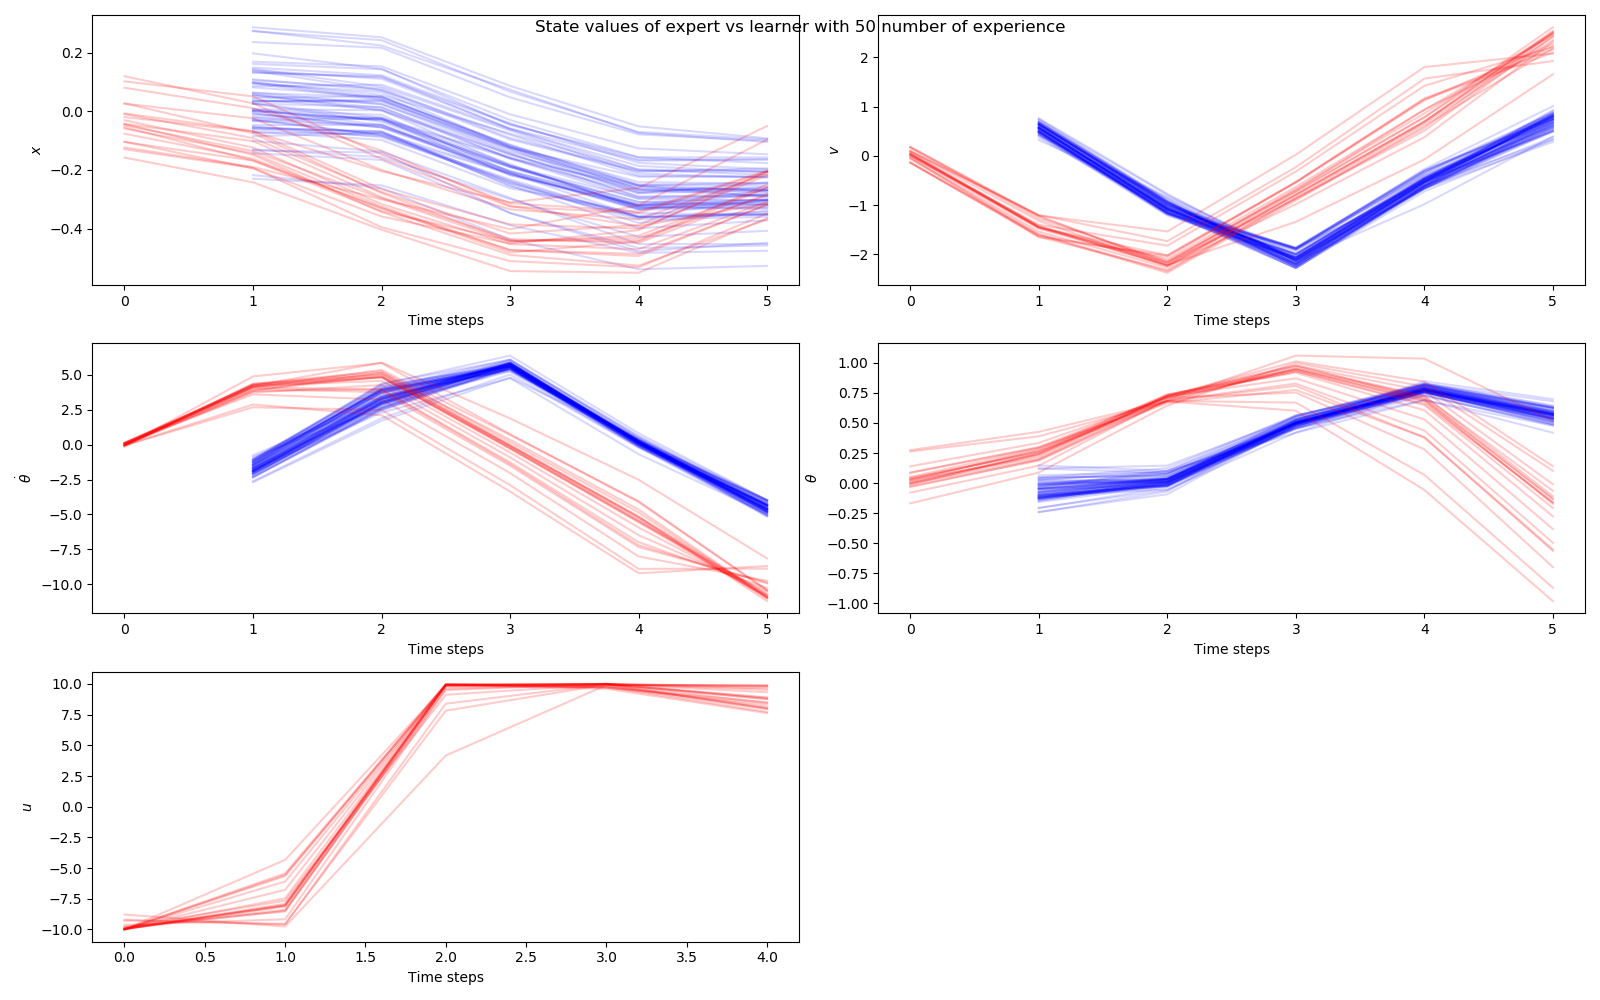 State values of expert vs learner with 50 number of experience
0.2
0.0
−0.2
−0.4
x
0 1 2 3 4 5
Time steps
2
1
0
−1
−2
v
0 1 2 3 4 5
Time steps
5.0
2.5
0.0
−2.5
−5.0
−7.5
−10.0
θ̇
0 1 2 3 4 5
Time steps
1.00
0.75
0.50
0.25
0.00
−0.25
−0.50
−0.75
−1.00
θ
0 1 2 3 4 5
Time steps
10.0
7.5
5.0
2.5
0.0
−2.5
−5.0
−7.5
−10.0
u
0.0 0.5 1.0 1.5 2.0 2.5 3.0 3.5 4.0
Time steps